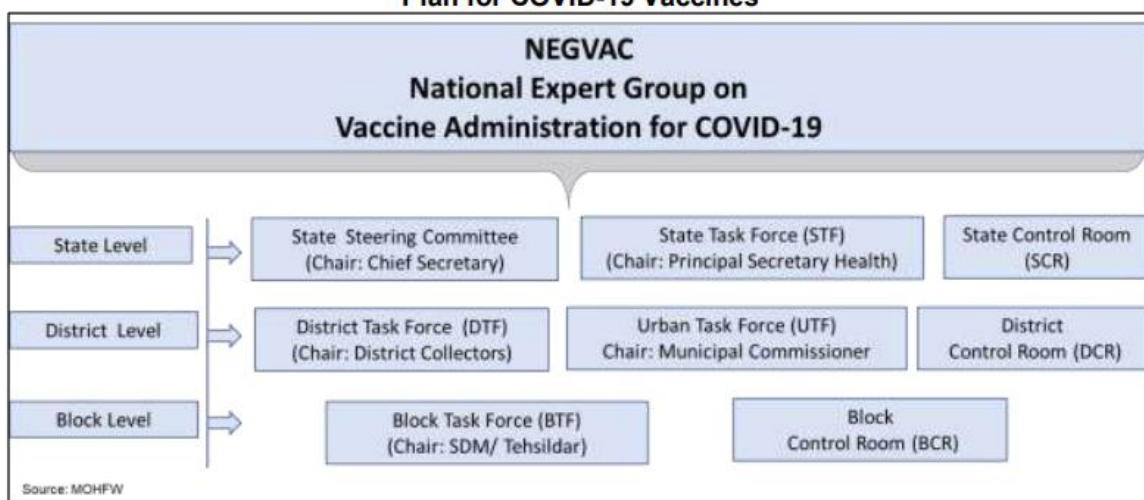 Plan for COVID-19 Vaccines
NEGVAC
National Expert Group on
Vaccine Administration for COVID-19
State Level
State Steering Committee
(Chair: Chief Secretary)
State Task Force (STF)
(Chair: Principal Secretary Health)
State Control Room
(SCR)
District Level
District Task Force (DTF)
(Chair: District Collectors)
Urban Task Force (UTF)
Chair: Municipal Commissioner
District
Control Room (DCR)
Block Level
Block Task Force (BTF)
(Chair: SDM/ Tehsildar)
Block
Control Room (BCR)
Source: MOHFW